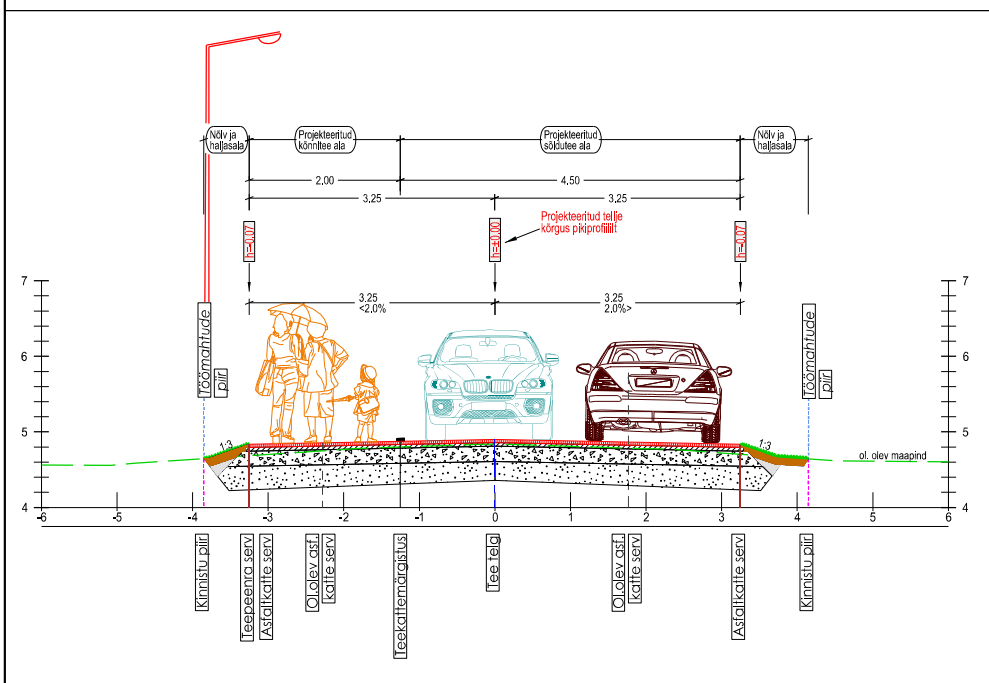 Nõlv ja
haljasala
Projekteeritud
kõnnitee ala
Projekteeritud
sõidutee ala
Nõlv ja
haljasala
2.00
4.50
3.25
3.25
h=-0.07
h=±0.00
Projekteeritud teljje
kõrgus pikiprofiililt
h=-0.07
3.25
<2.0%
3.25
2.0%>
7
6
5
4
7
6
5
4
Töömahtude
piir
Töömahtude
piir
1:3
1:3
ol. olev maapind
-6
-5
-4
-3
-2
-1
0
1
2
3
4
5
6
Kinnistu piir
Teepeenra serv
Asfaltkatte serv
Ol.olev asf.
katte serv
Teekattemärgistus
Tee telg
Ol.olev asf.
katte serv
Asfaltkatte serv
Kinnistu piir